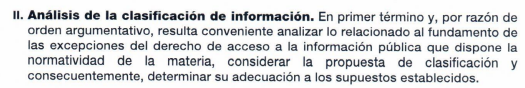 II. Análisis de la clasificación de información. En primer término y, por razón de
orden argumentativo, resulta conveniente analizar lo relacionado al fundamento de
las excepciones del derecho de acceso a la información pública que dispone la
normatividad de la materia, considerar la propuesta de clasificación y
consecuentemente, determinar su adecuación a los supuestos establecidos.